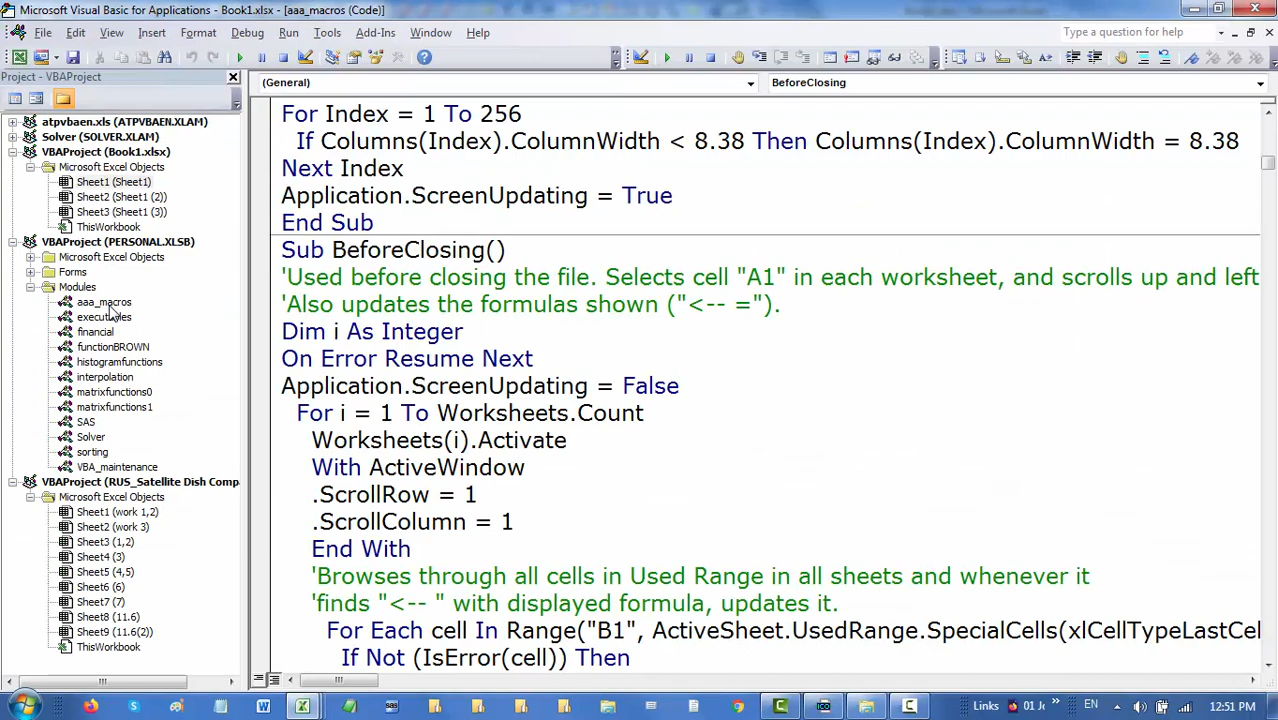 Microsoft Visual Basic for Applications - Book1.xlsx - [aaa_macros (Code)]
File Edit View Insert Format Debug Run Tools Add-Ins Window Help
Type a question for help
Project - VBAProject
(General)
BeforeClosing
atpvbaen.xls (ATPVBAEN.XLAM)
Solver (SOLVER.XLAM)
VBAProject (Book1.xlsx)
Microsoft Excel Objects
Sheet1 (Sheet1)
Sheet2 (Sheet1 (2))
Sheet3 (Sheet1 (3))
ThisWorkbook
VBAProject (PERSONAL.XLSB)
Microsoft Excel Objects
Forms
Modules
aaa_macros
executables
financial
functionBROWN
histogramfunctions
interpolation
matrixfunctions0
matrixfunctions1
SAS
Solver
sorting
VBA_maintenance
VBAProject (RUS_Satellite Dish Comp
Microsoft Excel Objects
Sheet1 (work 1,2)
Sheet2 (work 3)
Sheet3 (1,2)
Sheet4 (3)
Sheet5 (4,5)
Sheet6 (6)
Sheet7 (7)
Sheet8 (11.6)
Sheet9 (11.6(2))
ThisWorkbook
For Index = 1 To 256
If Columns(Index).ColumnWidth < 8.38 Then Columns(Index).ColumnWidth = 8.38
Next Index
Application.ScreenUpdating = True
End Sub
Sub BeforeClosing()
'Used before closing the file. Selects cell "A1" in each worksheet, and scrolls up and left
'Also updates the formulas shown ("<-- =").
Dim i As Integer
On Error Resume Next
Application.ScreenUpdating = False
For i = 1 To Worksheets.Count
Worksheets(i).Activate
With ActiveWindow
.ScrollRow = 1
.ScrollColumn = 1
End With
'Browses through all cells in Used Range in all sheets and whenever it
'finds "<-- " with displayed formula, updates it.
For Each cell In Range("B1", ActiveSheet.UsedRange.SpecialCells(xlCellTypeLastCel
If Not (IsError(cell)) Then
Links
01 Jo
EN
12:51 PM